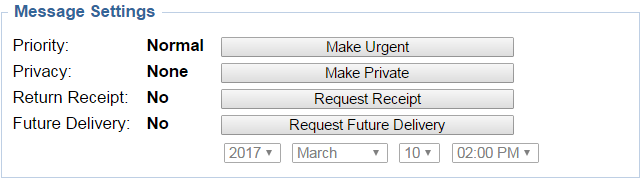 Message Settings
Priority: Normal Make Urgent
Privacy: None Make Private
Return Receipt: No Request Receipt
Future Delivery: No Request Future Delivery
2017 March 10 02:00 PM